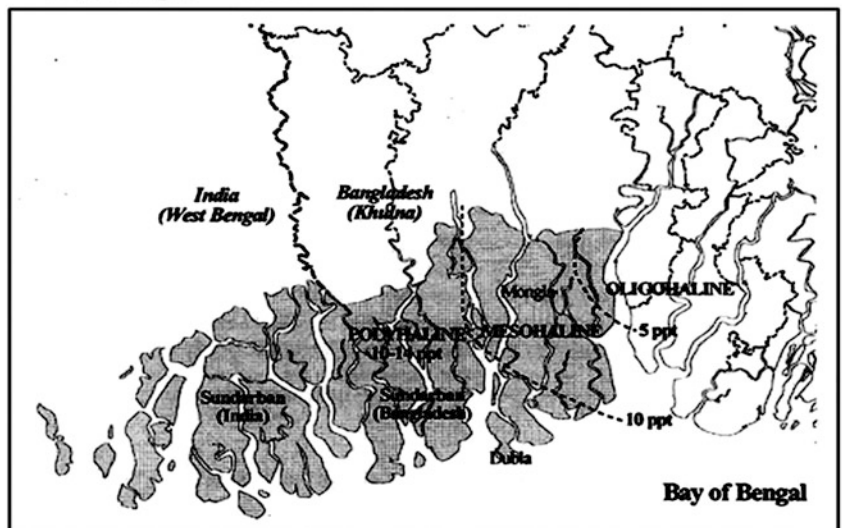 India
(West Bengal)
Bangladesh
(Khulna)
Mongla
OLIGOHALINE
POLYHALINE
10-14 ppt
MESOHALINE
5 ppt
Sundarban
(India)
Sundarban
(Bangladesh)
10 ppt
Dubla
Bay of Bengal